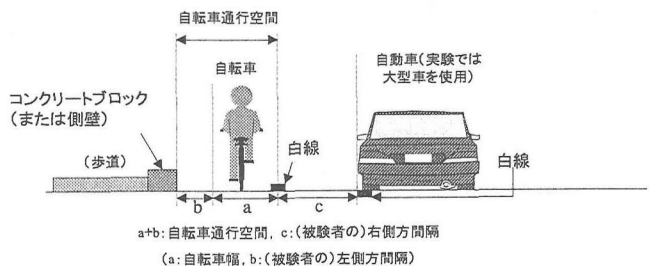 自転車通行空間
自転車
自動車(実験では
大型車を使用)
コンクリートブロック
(または側壁)
(歩道)
白線
白線
b
a
c
a+b:自転車通行空間, c:(被験者の)右側方間隔
(a:自転車幅, b:(被験者の)左側方間隔)